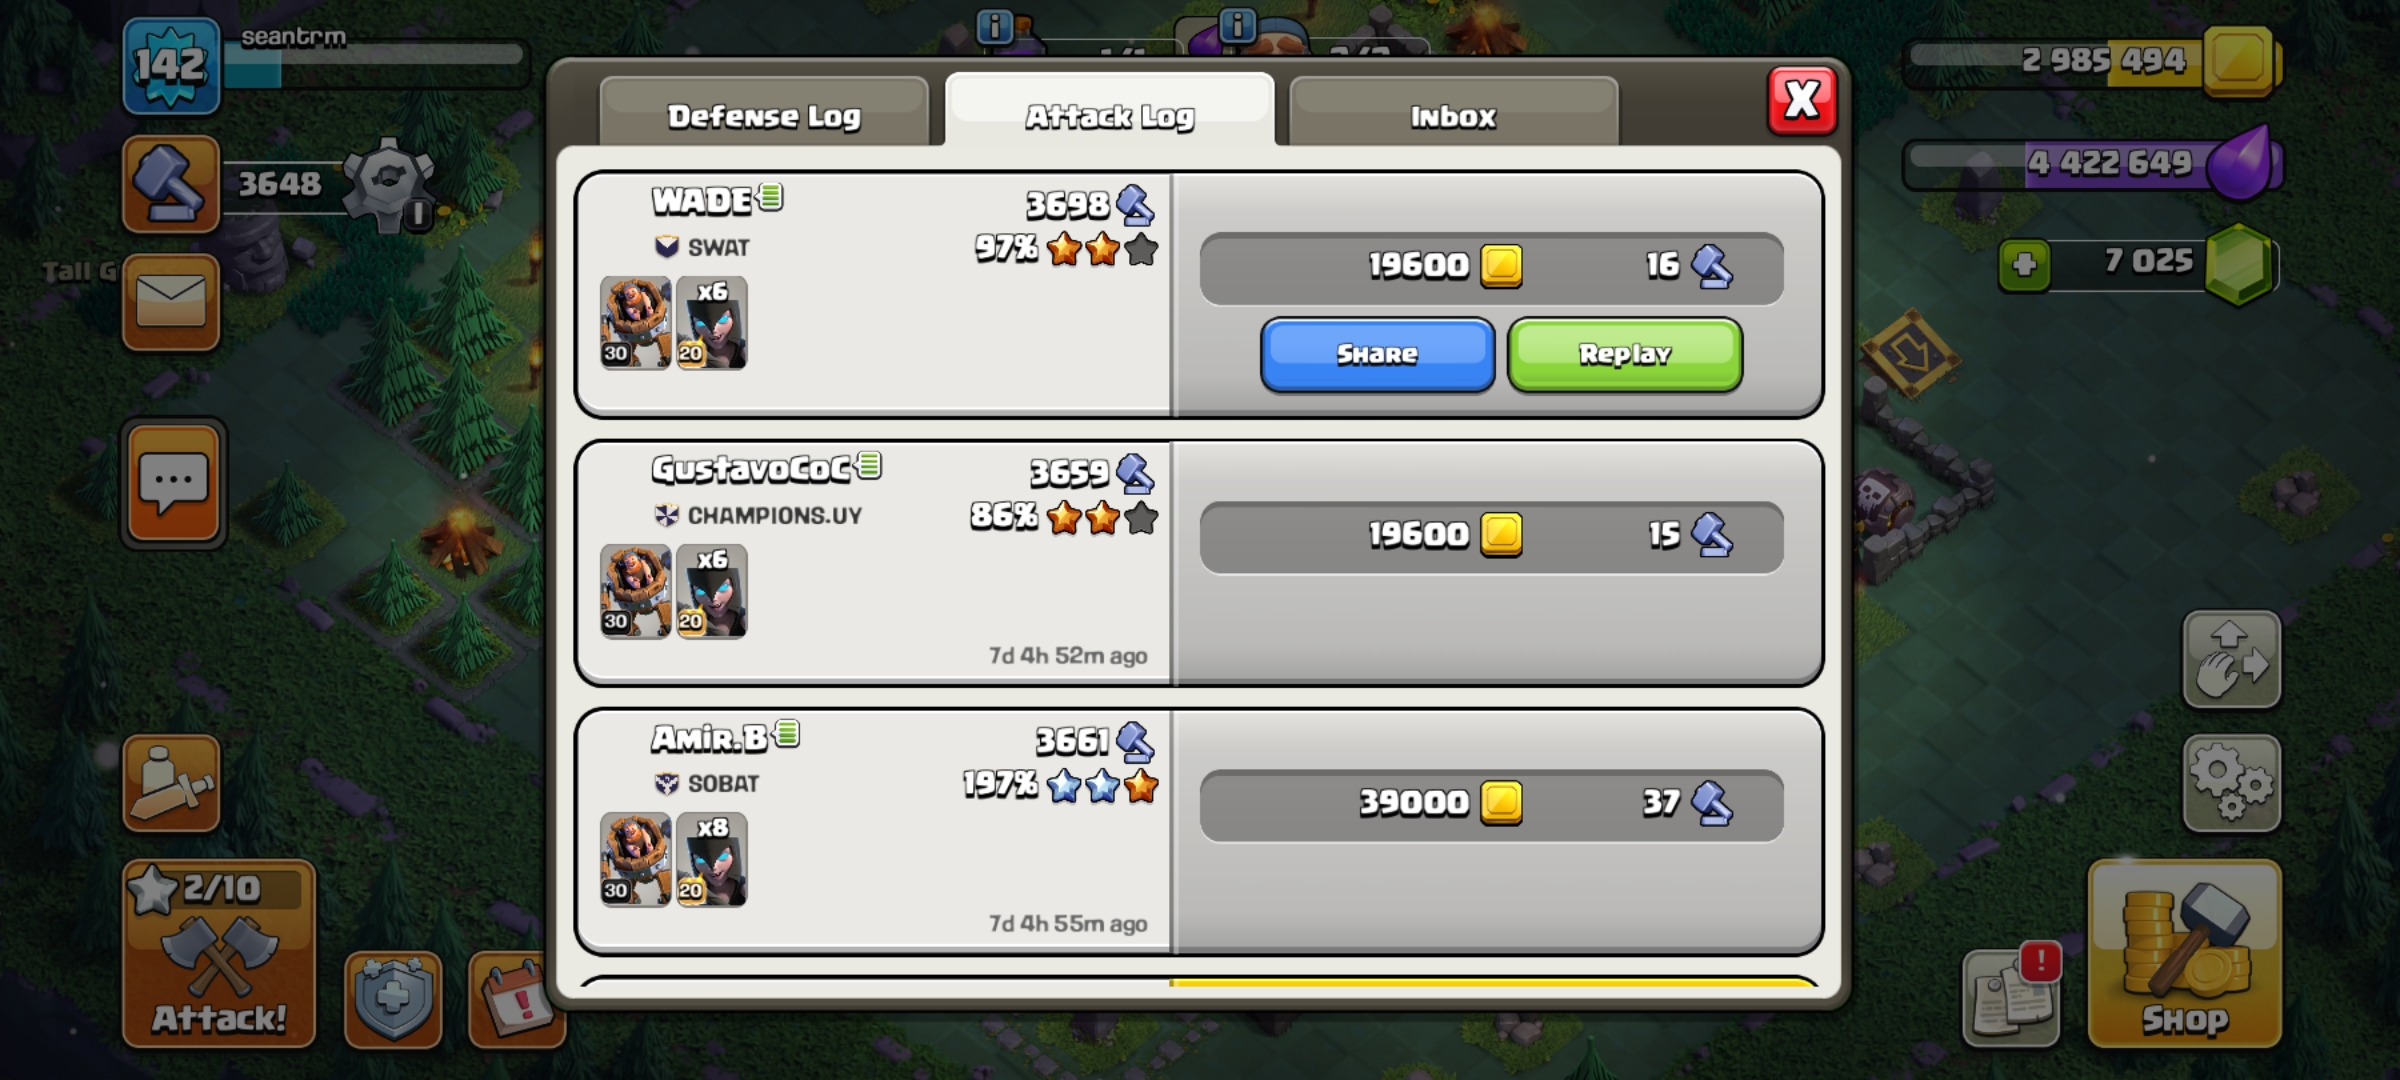 142
seantrm
3648
I
Tall G
2/10
Attack!
Defense Log
Attack Log
Inbox
X
WADE
SWAT
3698
97%
x6
30
20
19600
16
Share
Replay
GustavoCoC
CHAMPIONS.UY
3659
86%
x6
30
20
7d 4h 52m ago
19600
15
Amir.B
SOBAT
3661
197%
x8
30
20
7d 4h 55m ago
39000
37
2 985 494
4 422 649
7 025
Shop